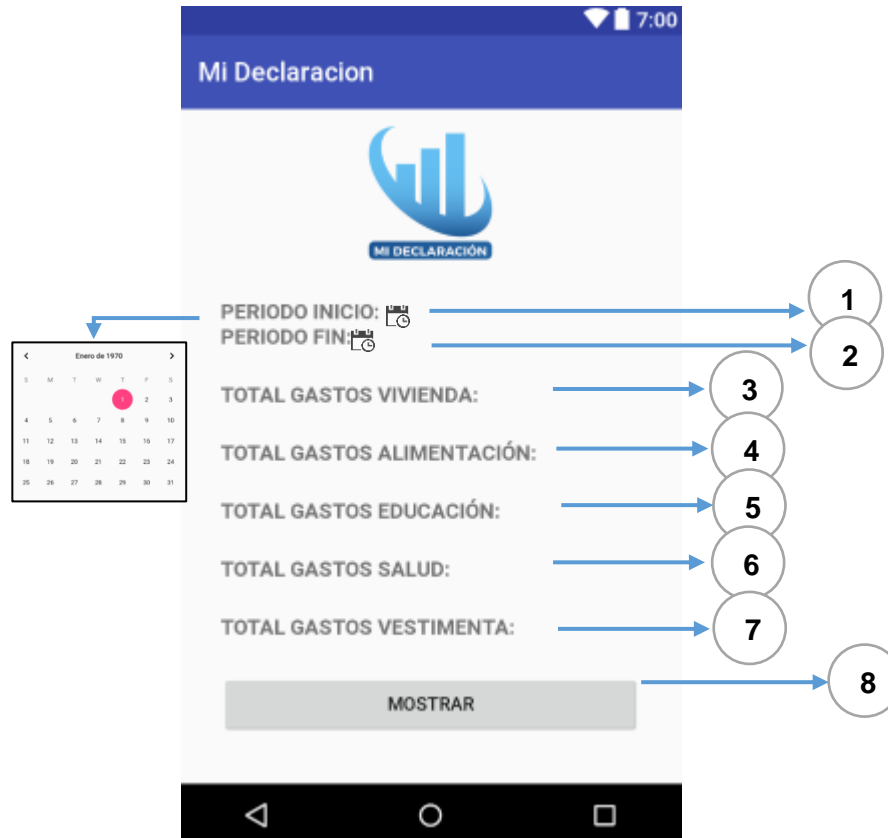 7:00
Mi Declaracion
MI DECLARACIÓN
PERIODO INICIO:
1
PERIODO FIN:
2
Enero de 1970
S M T W T F S
1 2 3
4 5 6 7 8 9 10
11 12 13 14 15 16 17
18 19 20 21 22 23 24
25 26 27 28 29 30 31
TOTAL GASTOS VIVIENDA:
3
TOTAL GASTOS ALIMENTACIÓN:
4
TOTAL GASTOS EDUCACIÓN:
5
TOTAL GASTOS SALUD:
6
TOTAL GASTOS VESTIMENTA:
7
8
MOSTRAR